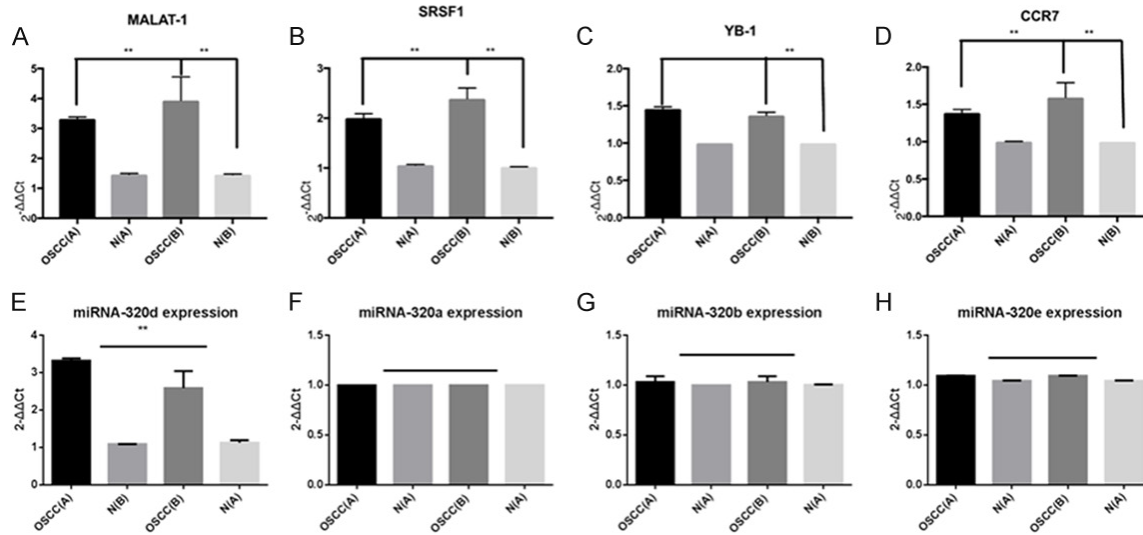 A
MALAT-1
**
**
5
4
3
2
1
0
2-ΔΔCt
OSCC(A)
N(A)
OSCC(B)
N(B)
B
SRSF1
**
**
3
2
1
0
2-ΔΔCt
OSCC(A)
N(A)
OSCC(B)
N(B)
C
YB-1
**
2.0
1.5
1.0
0.5
0.0
2-ΔΔCt
OSCC(A)
N(A)
OSCC(B)
N(B)
D
CCR7
**
**
2.0
1.5
1.0
0.5
0.0
2-ΔΔCt
OSCC(A)
N(A)
OSCC(B)
N(B)
E
miRNA-320d expression
**
4
3
2
1
0
2-ΔΔCt
OSCC(A)
N(B)
OSCC(B)
N(A)
F
miRNA-320a expression
1.5
1.0
0.5
0.0
2-ΔΔCt
OSCC(A)
N(A)
OSCC(B)
N(A)
G
miRNA-320b expression
1.5
1.0
0.5
0.0
2-ΔΔCt
OSCC(A)
N(A)
OSCC(B)
N(A)
H
miRNA-320e expression
1.5
1.0
0.5
0.0
2-ΔΔCt
OSCC(A)
N(A)
OSCC(B)
N(A)